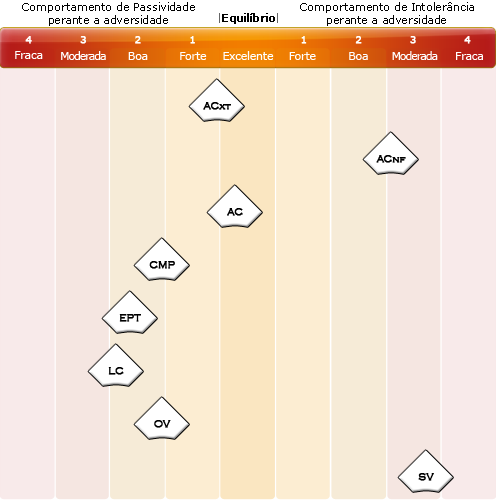 Comportamento de Passividade
perante a adversidade
|Equilíbrio|
Comportamento de Intolerância
perante a adversidade
4 3 2 1 1 2 3 4
Fraca Moderada Boa Forte Excelente Forte Boa Moderada Fraca
ACXT
ACNF
AC
CMP
EPT
LC
OV
SV